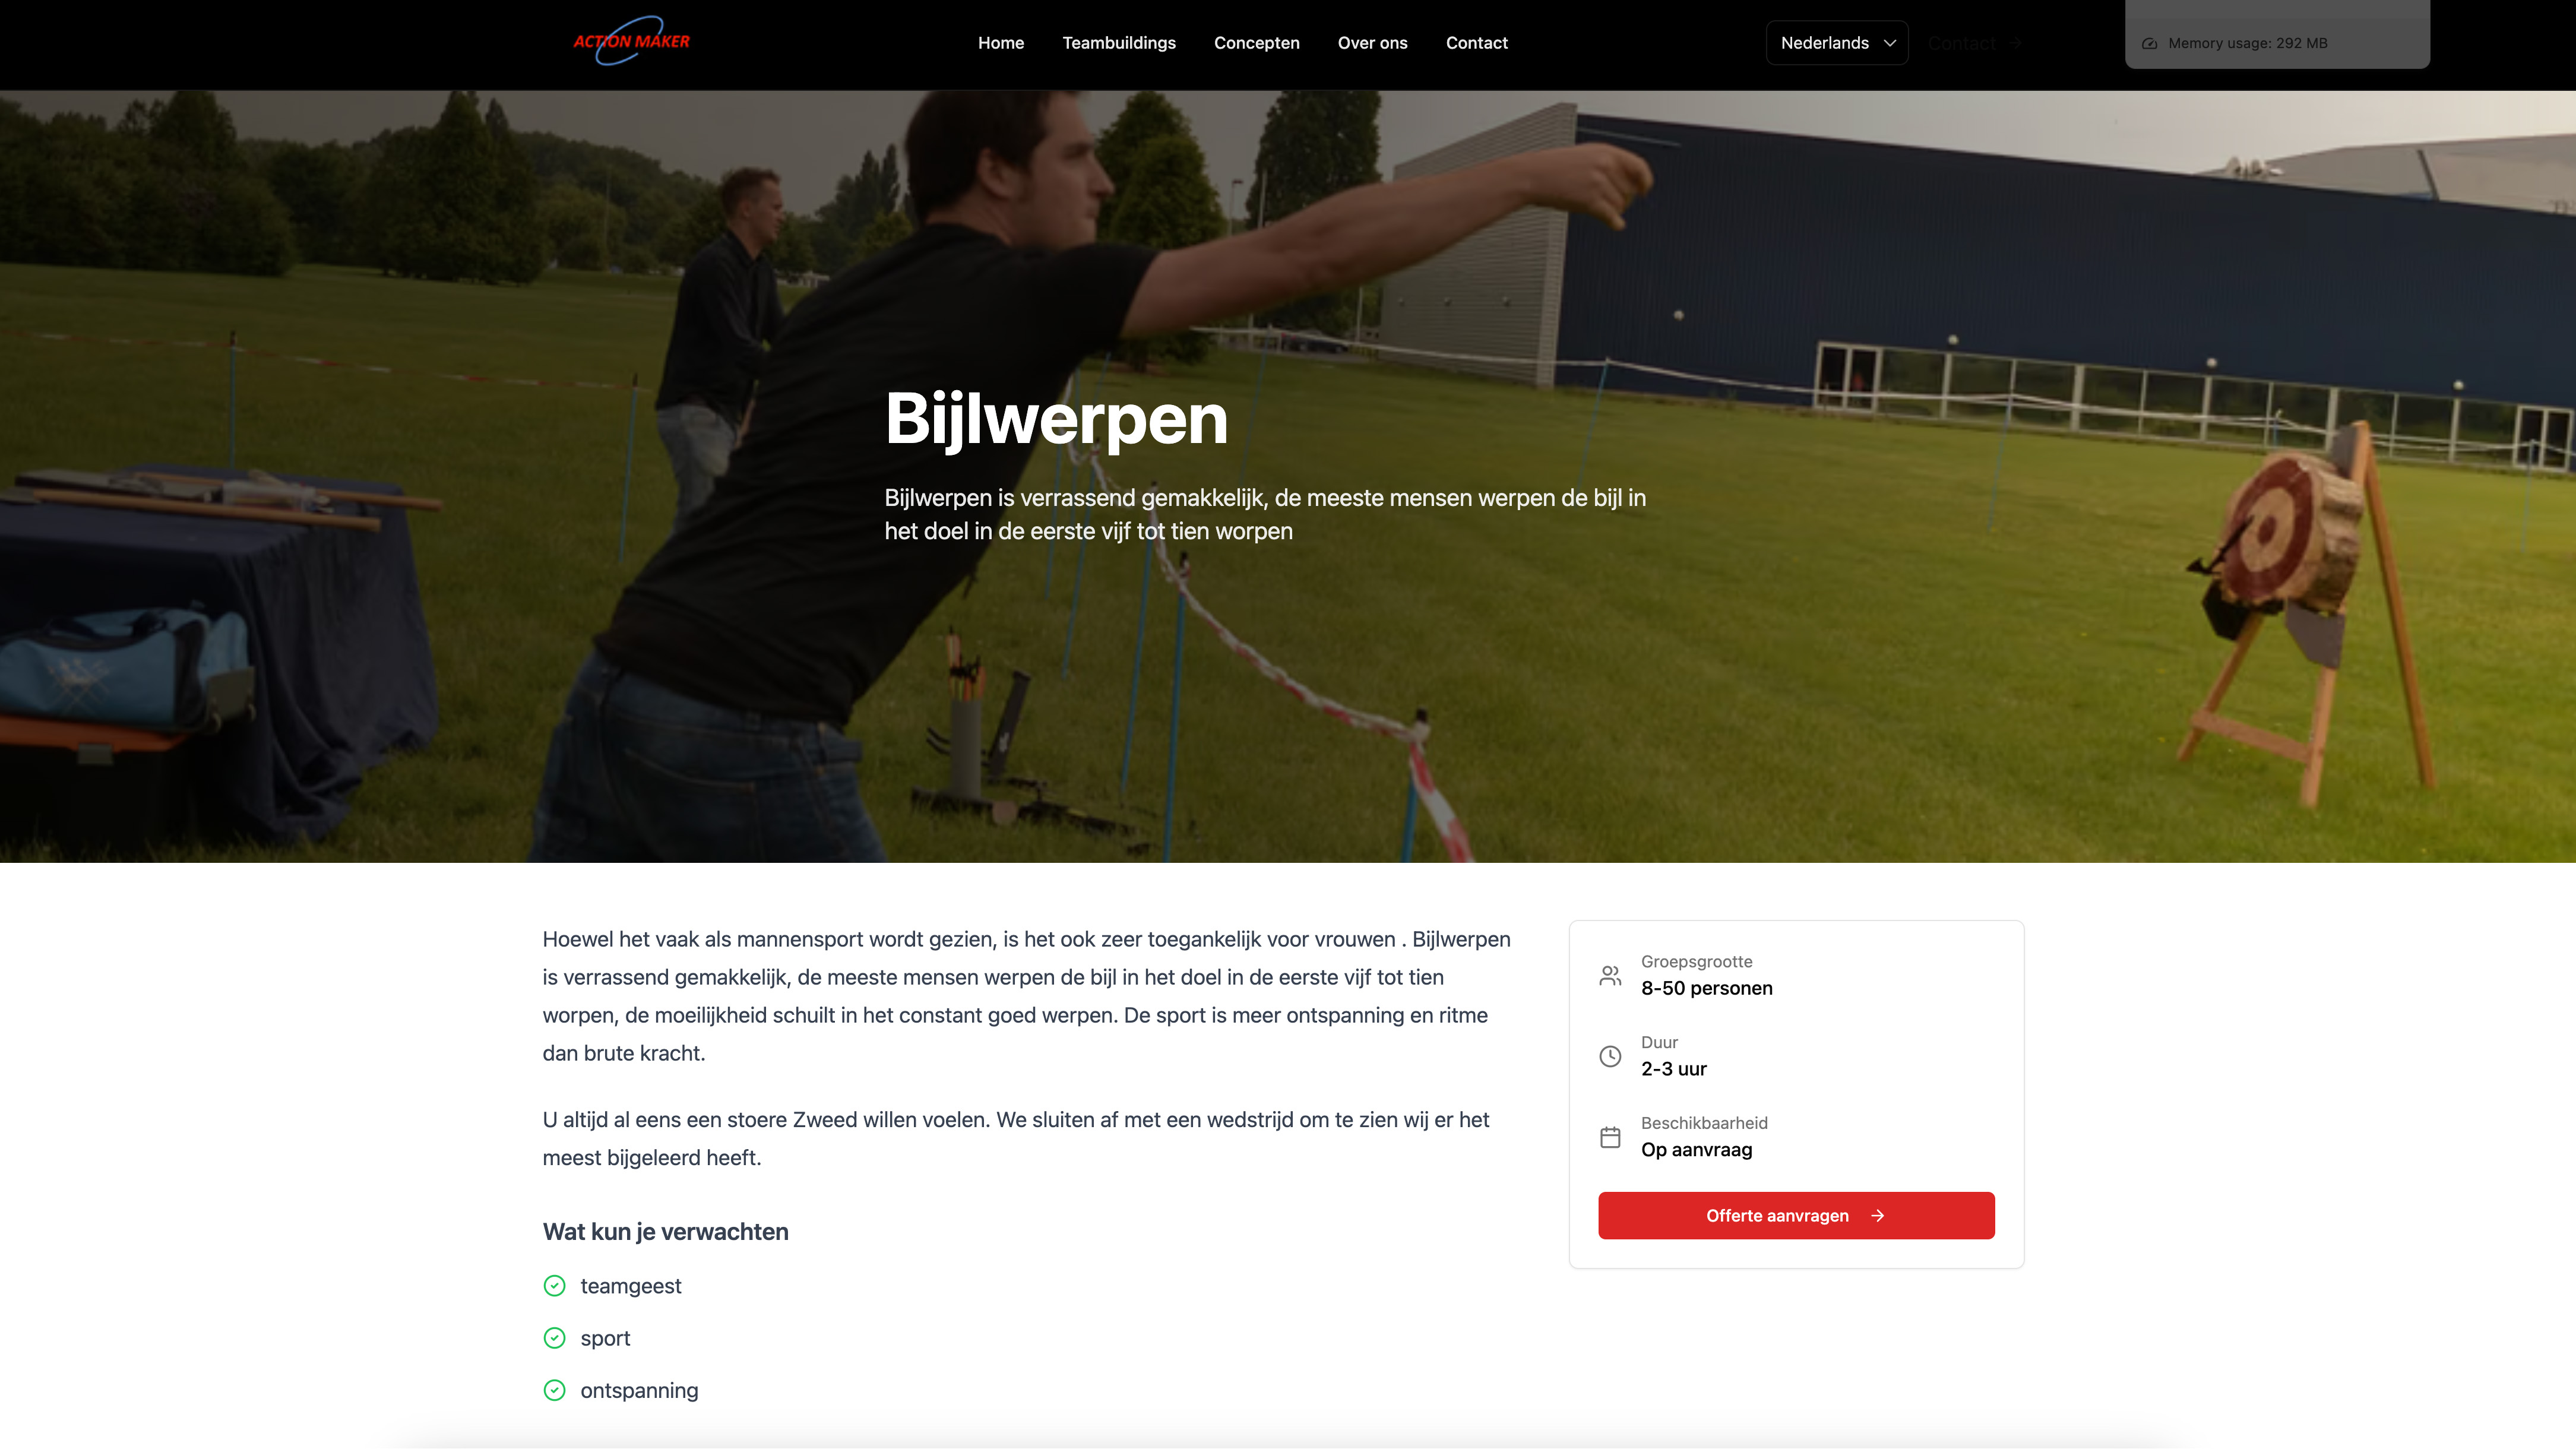 ACTION MAKER
Home
Teambuildings
Concepten
Over ons
Contact
Nederlands
Contact
Memory usage: 292 MB
Bijlwerpen
Bijlwerpen is verrassend gemakkelijk, de meeste mensen werpen de bijl in
het doel in de eerste vijf tot tien worpen
Hoewel het vaak als mannensport wordt gezien, is het ook zeer toegankelijk voor vrouwen . Bijlwerpen
is verrassend gemakkelijk, de meeste mensen werpen de bijl in het doel in de eerste vijf tot tien
worpen, de moeilijkheid schuilt in het constant goed werpen. De sport is meer ontspanning en ritme
dan brute kracht.
U altijd al eens een stoere Zweed willen voelen. We sluiten af met een wedstrijd om te zien wij er het
meest bijgeleerd heeft.
Wat kun je verwachten
teamgeest
sport
ontspanning
Groepsgrootte
8-50 personen
Duur
2-3 uur
Beschikbaarheid
Op aanvraag
Offerte aanvragen